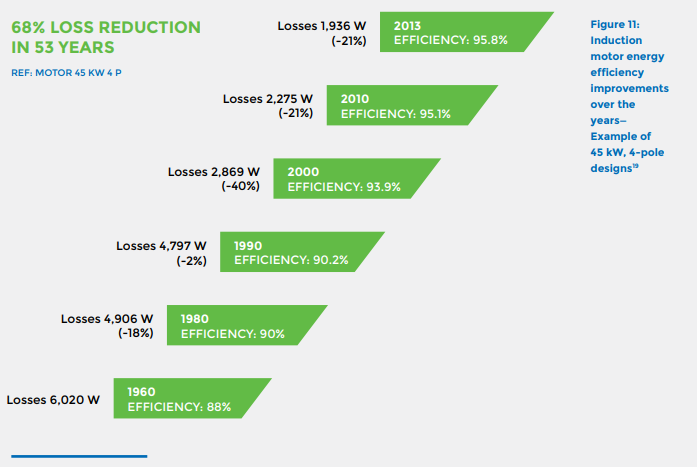 68% LOSS REDUCTION
IN 53 YEARS
REF: MOTOR 45 KW 4 P
Losses 1,936 W
(-21%)
2013
EFFICIENCY: 95.8%
Figure 11:
Induction
motor energy
efficiency
improvements
over the
years—
Example of
45 kW, 4-pole
designs¹⁹
Losses 2,275 W
(-21%)
2010
EFFICIENCY: 95.1%
Losses 2,869 W
(-40%)
2000
EFFICIENCY: 93.9%
Losses 4,797 W
(-2%)
1990
EFFICIENCY: 90.2%
Losses 4,906 W
(-18%)
1980
EFFICIENCY: 90%
Losses 6,020 W
1960
EFFICIENCY: 88%